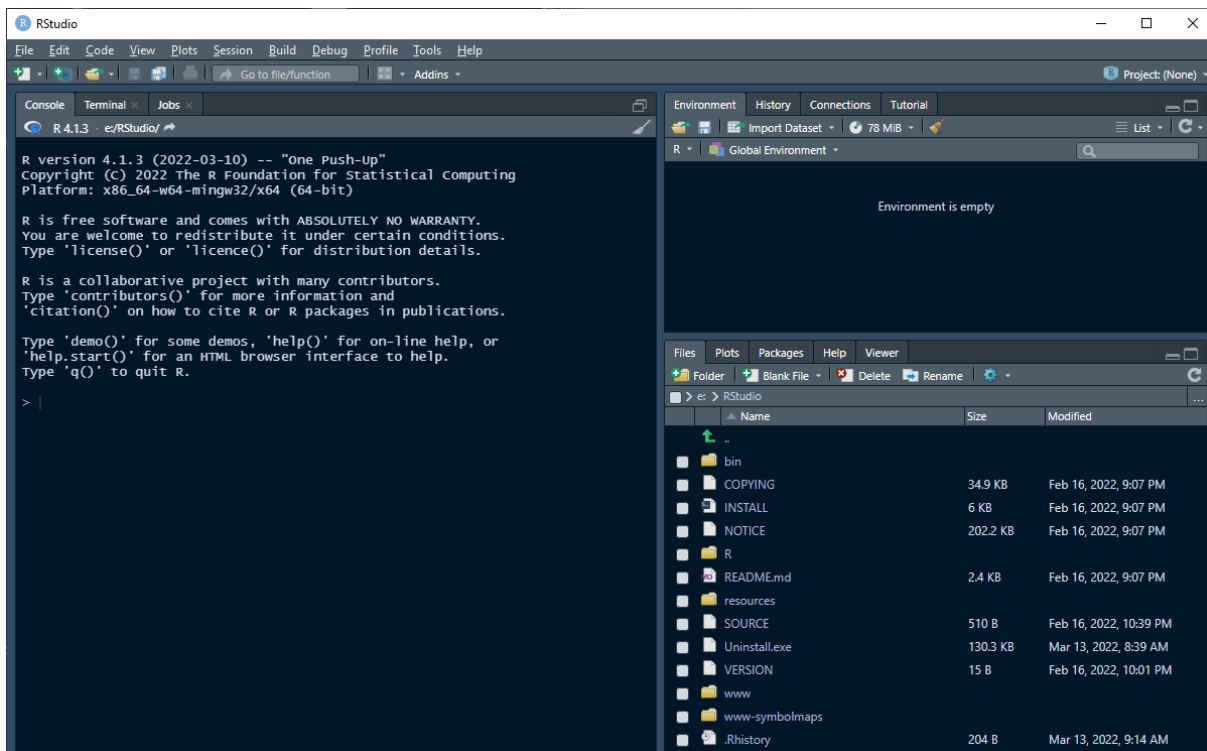 RStudio
File Edit Code View Plots Session Build Debug Profile Tools Help
Go to file/function Addins Project: (None)
Console Terminal Jobs
R 4.1.3 · e:/RStudio/
R version 4.1.3 (2022-03-10) -- "One Push-Up"
Copyright (C) 2022 The R Foundation for Statistical Computing
Platform: x86_64-w64-mingw32/x64 (64-bit)
R is free software and comes with ABSOLUTELY NO WARRANTY.
You are welcome to redistribute it under certain conditions.
Type 'license()' or 'licence()' for distribution details.
R is a collaborative project with many contributors.
Type 'contributors()' for more information and
'citation()' on how to cite R or R packages in publications.
Type 'demo()' for some demos, 'help()' for on-line help, or
'help.start()' for an HTML browser interface to help.
Type 'q()' to quit R.
>
Environment History Connections Tutorial
Import Dataset 78 MiB List
R Global Environment
Environment is empty
Files Plots Packages Help Viewer
Folder Blank File Delete Rename
e: RStudio ...
Name Size Modified
..
bin
COPYING 34.9 KB Feb 16, 2022, 9:07 PM
INSTALL 6 KB Feb 16, 2022, 9:07 PM
NOTICE 202.2 KB Feb 16, 2022, 9:07 PM
R
README.md 2.4 KB Feb 16, 2022, 9:07 PM
resources
SOURCE 510 B Feb 16, 2022, 10:39 PM
Uninstall.exe 130.3 KB Mar 13, 2022, 8:39 AM
VERSION 15 B Feb 16, 2022, 10:01 PM
www
www-symbolmaps
.Rhistory 204 B Mar 13, 2022, 9:14 AM